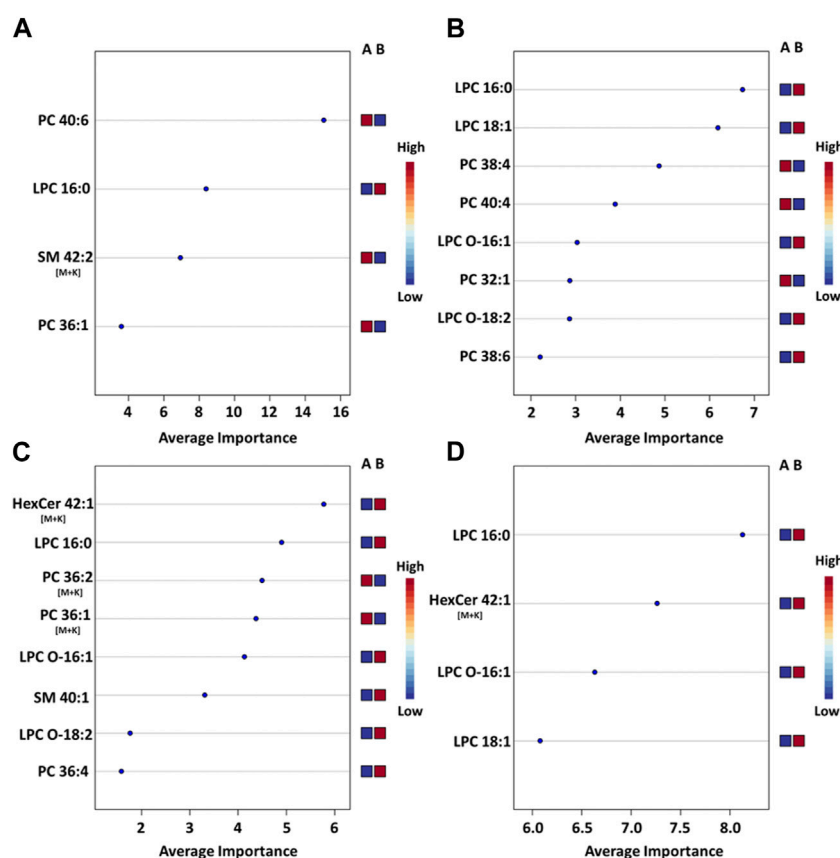 A
A B
PC 40:6
LPC 16:0
SM 42:2
[M+K]
PC 36:1
High
Low
4 6 8 10 12 14 16
Average Importance
B
A B
LPC 16:0
LPC 18:1
PC 38:4
PC 40:4
LPC O-16:1
PC 32:1
LPC O-18:2
PC 38:6
High
Low
2 3 4 5 6 7
Average Importance
C
A B
HexCer 42:1
[M+K]
LPC 16:0
PC 36:2
[M+K]
PC 36:1
[M+K]
LPC O-16:1
SM 40:1
LPC O-18:2
PC 36:4
High
Low
2 3 4 5 6
Average Importance
D
A B
LPC 16:0
HexCer 42:1
[M+K]
LPC O-16:1
LPC 18:1
High
Low
6.0 6.5 7.0 7.5 8.0
Average Importance